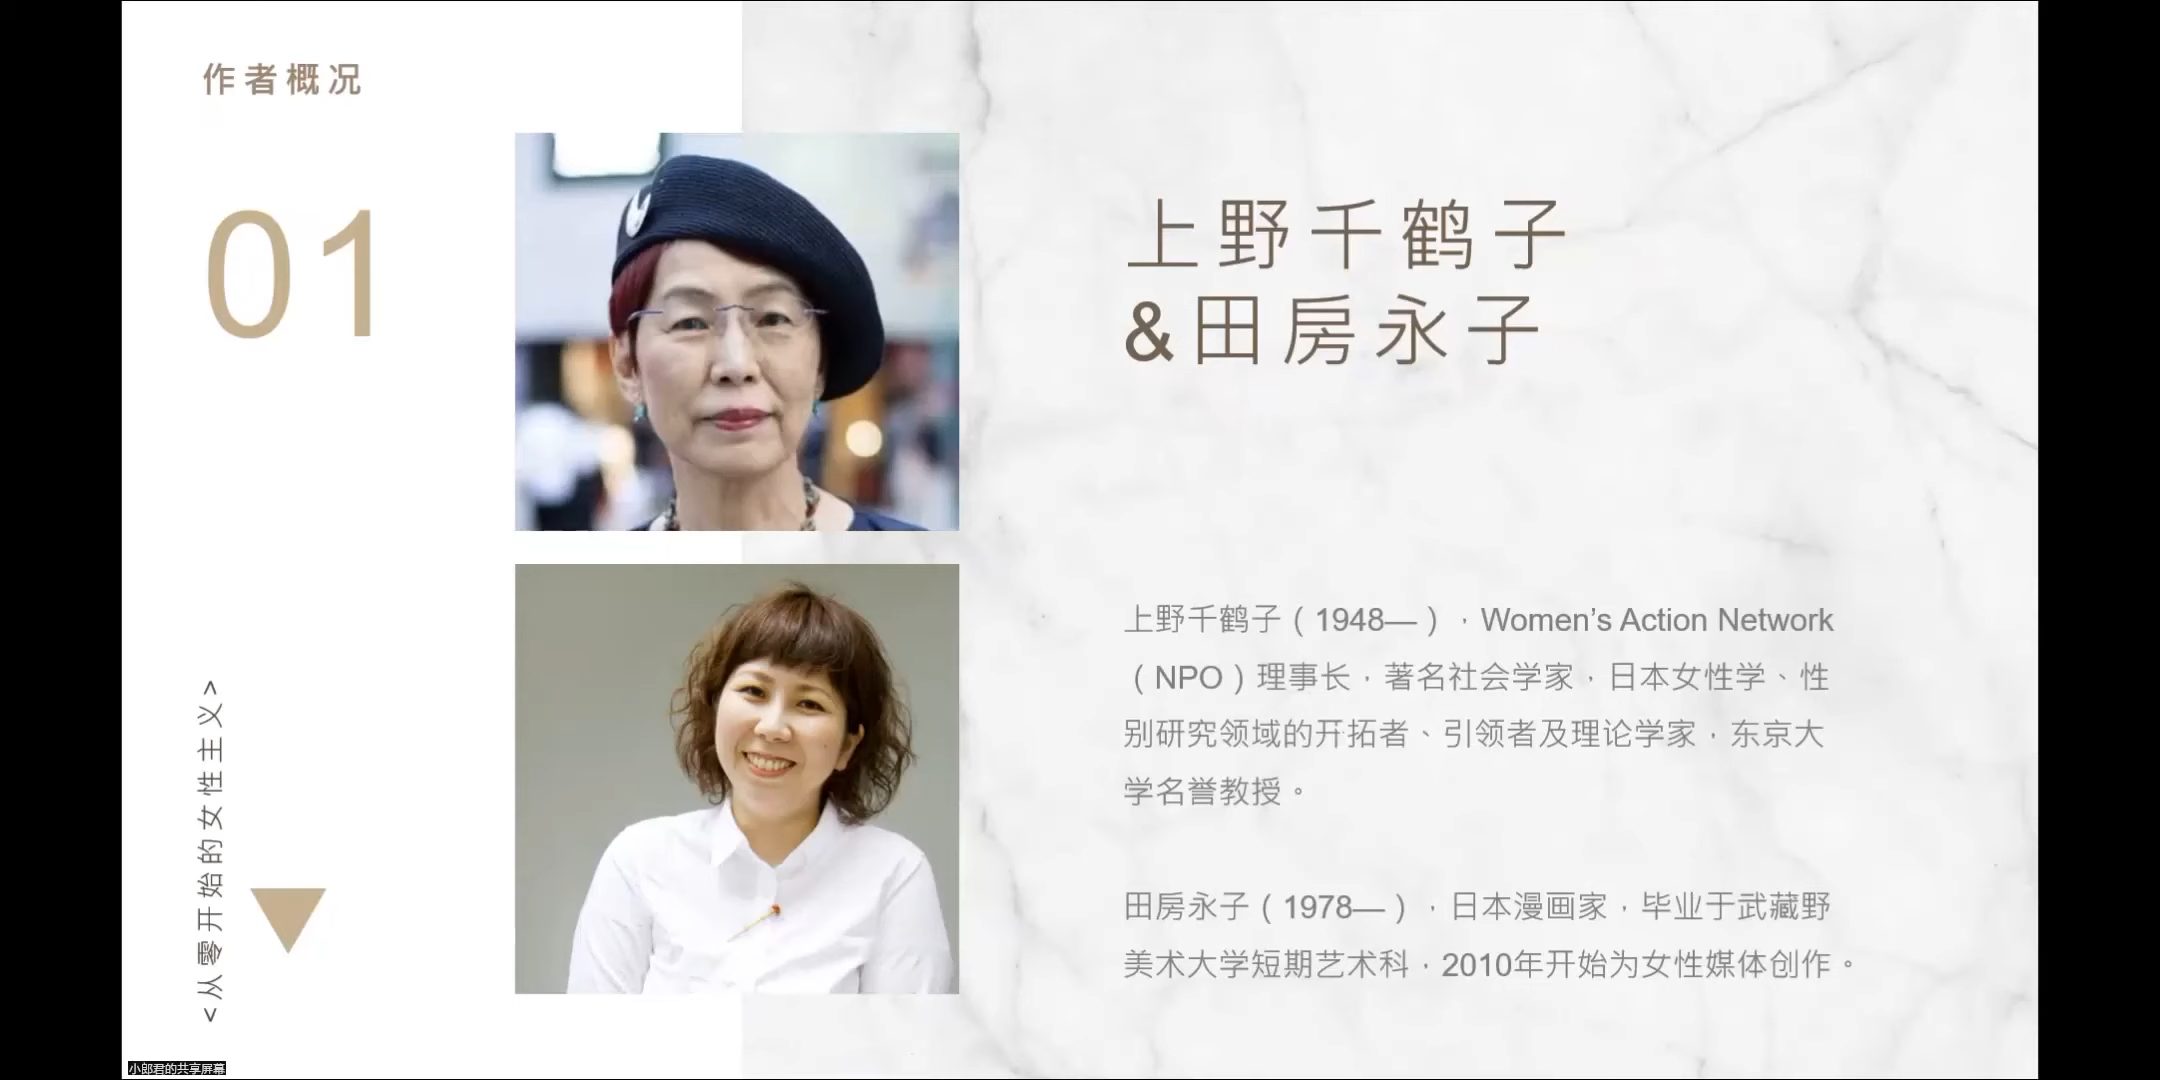 作者概况
01
上野千鹤子
&田房永子
上野千鹤子（1948—），Women’s Action Network
（NPO）理事长，著名社会学家，日本女性学、性
别研究领域的开拓者、引领者及理论学家，东京大
学名誉教授。
田房永子（1978—），日本漫画家，毕业于武藏野
美术大学短期艺术科，2010年开始为女性媒体创作。
<从零开始的女性主义>
小郎君的共享屏幕